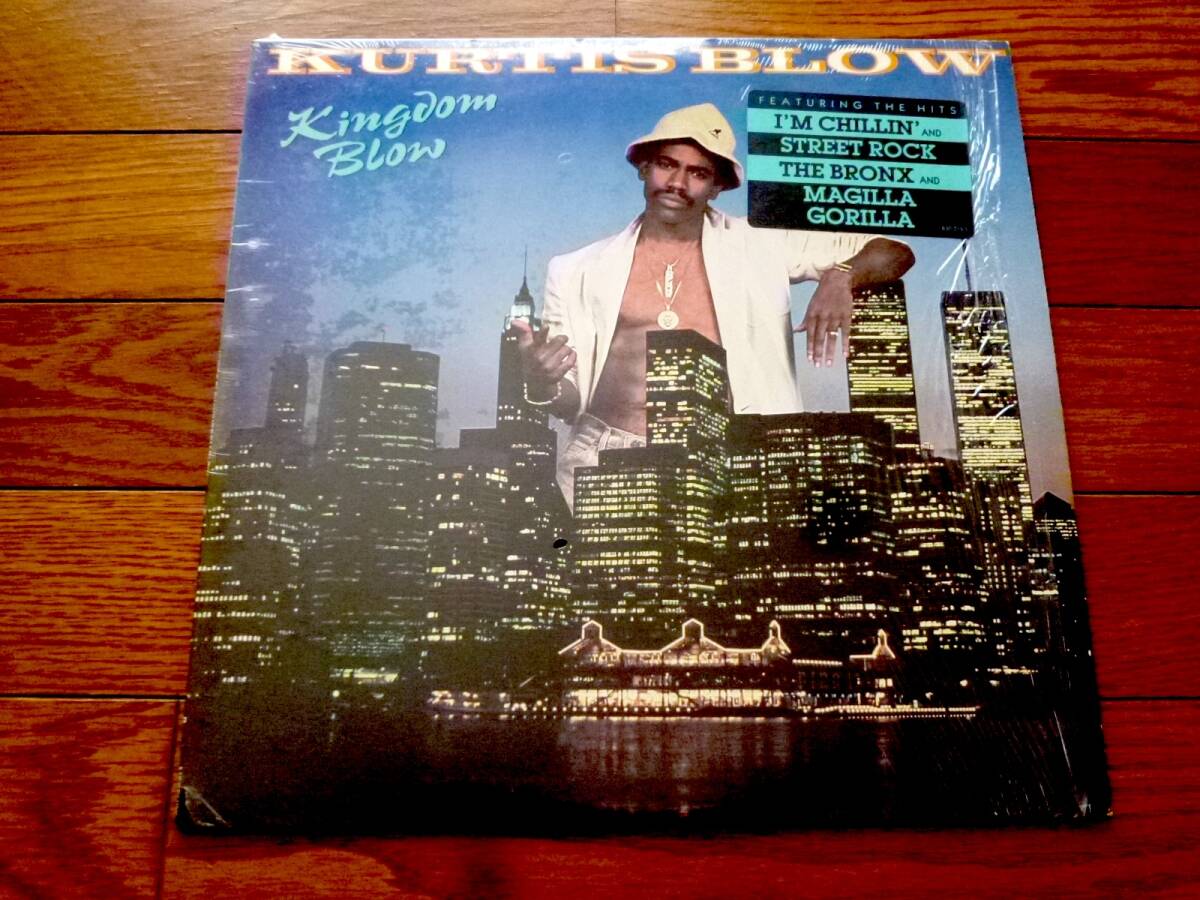 KURTIS BLOW
Kingdom
Blow
FEATURING THE HITS
I'M CHILLIN' AND
STREET ROCK
THE BRONX AND
MAGILLA
GORILLA